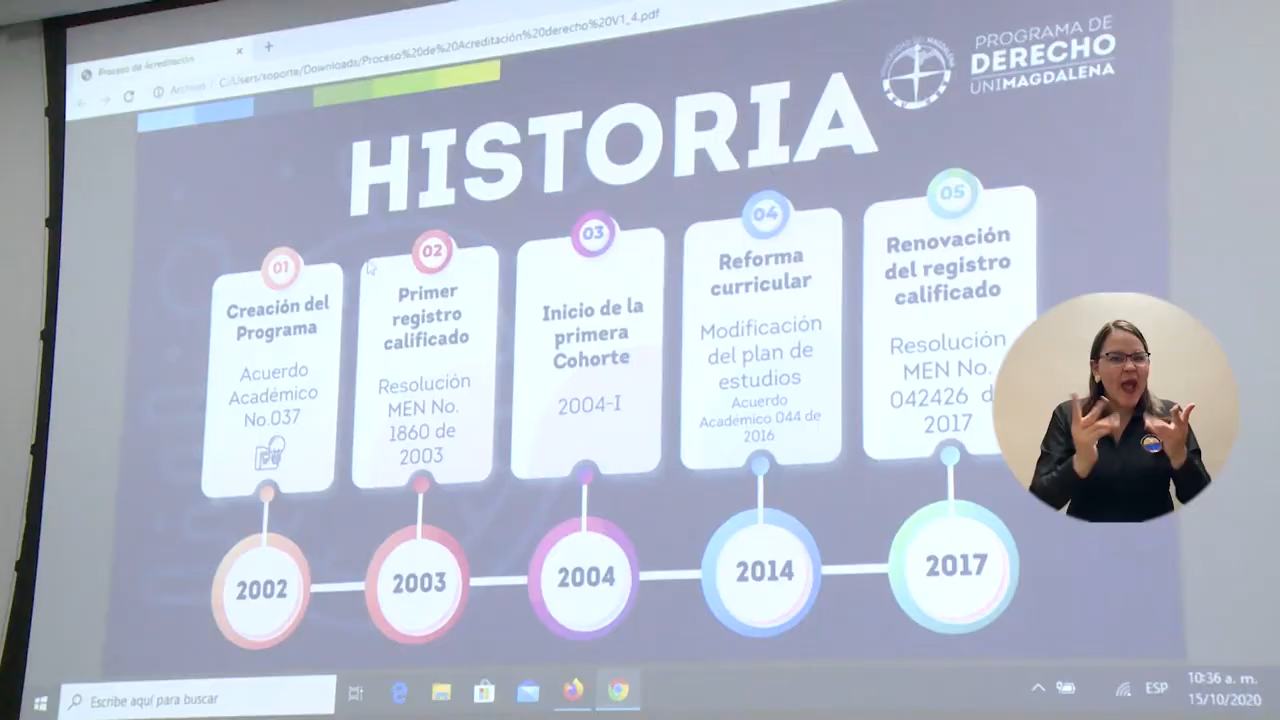 Proceso de Acreditación
Archivo
C:/Users/soporte/Downloads/Proceso%20de%20Acreditación%20derecho%20V1_4.pdf
PROGRAMA DE
DERECHO
UNIMAGDALENA
HISTORIA
01
Creación del
Programa
Acuerdo
Académico
No.037
02
Primer
registro
calificado
Resolución
MEN No.
1860 de
2003
03
Inicio de la
primera
Cohorte
2004-I
04
Reforma
curricular
Modificación
del plan de
estudios
Acuerdo
Académico 044 de
2016
05
Renovación
del registro
calificado
Resolución
MEN No.
042426 d
2017
2002
2003
2004
2014
2017
Escribe aquí para buscar
ESP
10:36 a. m.
15/10/2020